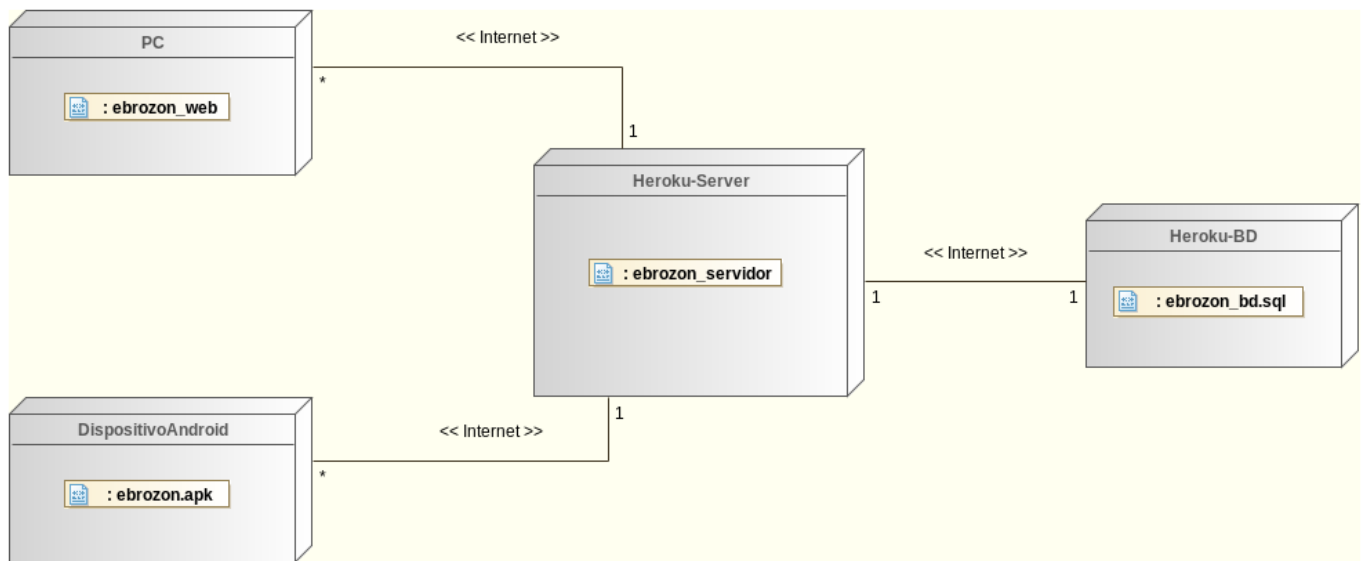 PC
<< Internet >>
: ebrozon_web
*
1
Heroku-Server
: ebrozon_servidor
<< Internet >>
1
1
Heroku-BD
: ebrozon_bd.sql
DispositivoAndroid
<< Internet >>
1
*
: ebrozon.apk